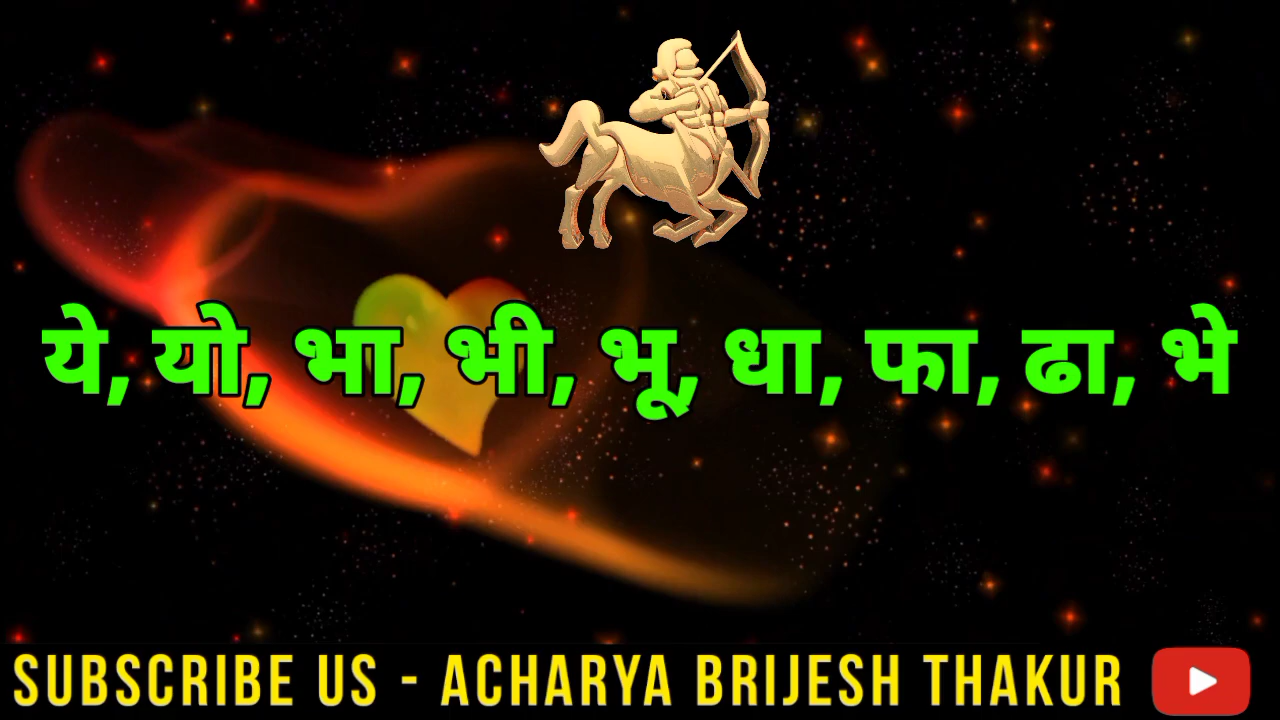 ये, यो, भा, भी, भू, धा, फा, ढा, भे
SUBSCRIBE US - ACHARYA BRIJESH THAKUR